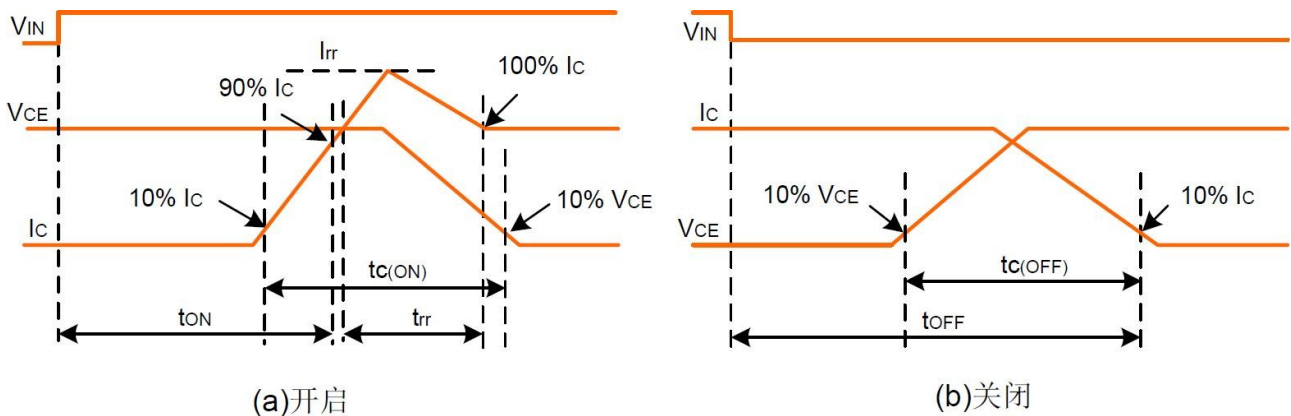 VIN
Irr
90% IC
100% IC
VCE
10% IC
10% VCE
IC
tC(ON)
tON
trr
(a)开启
VIN
IC
10% VCE
10% IC
VCE
tC(OFF)
tOFF
(b)关闭